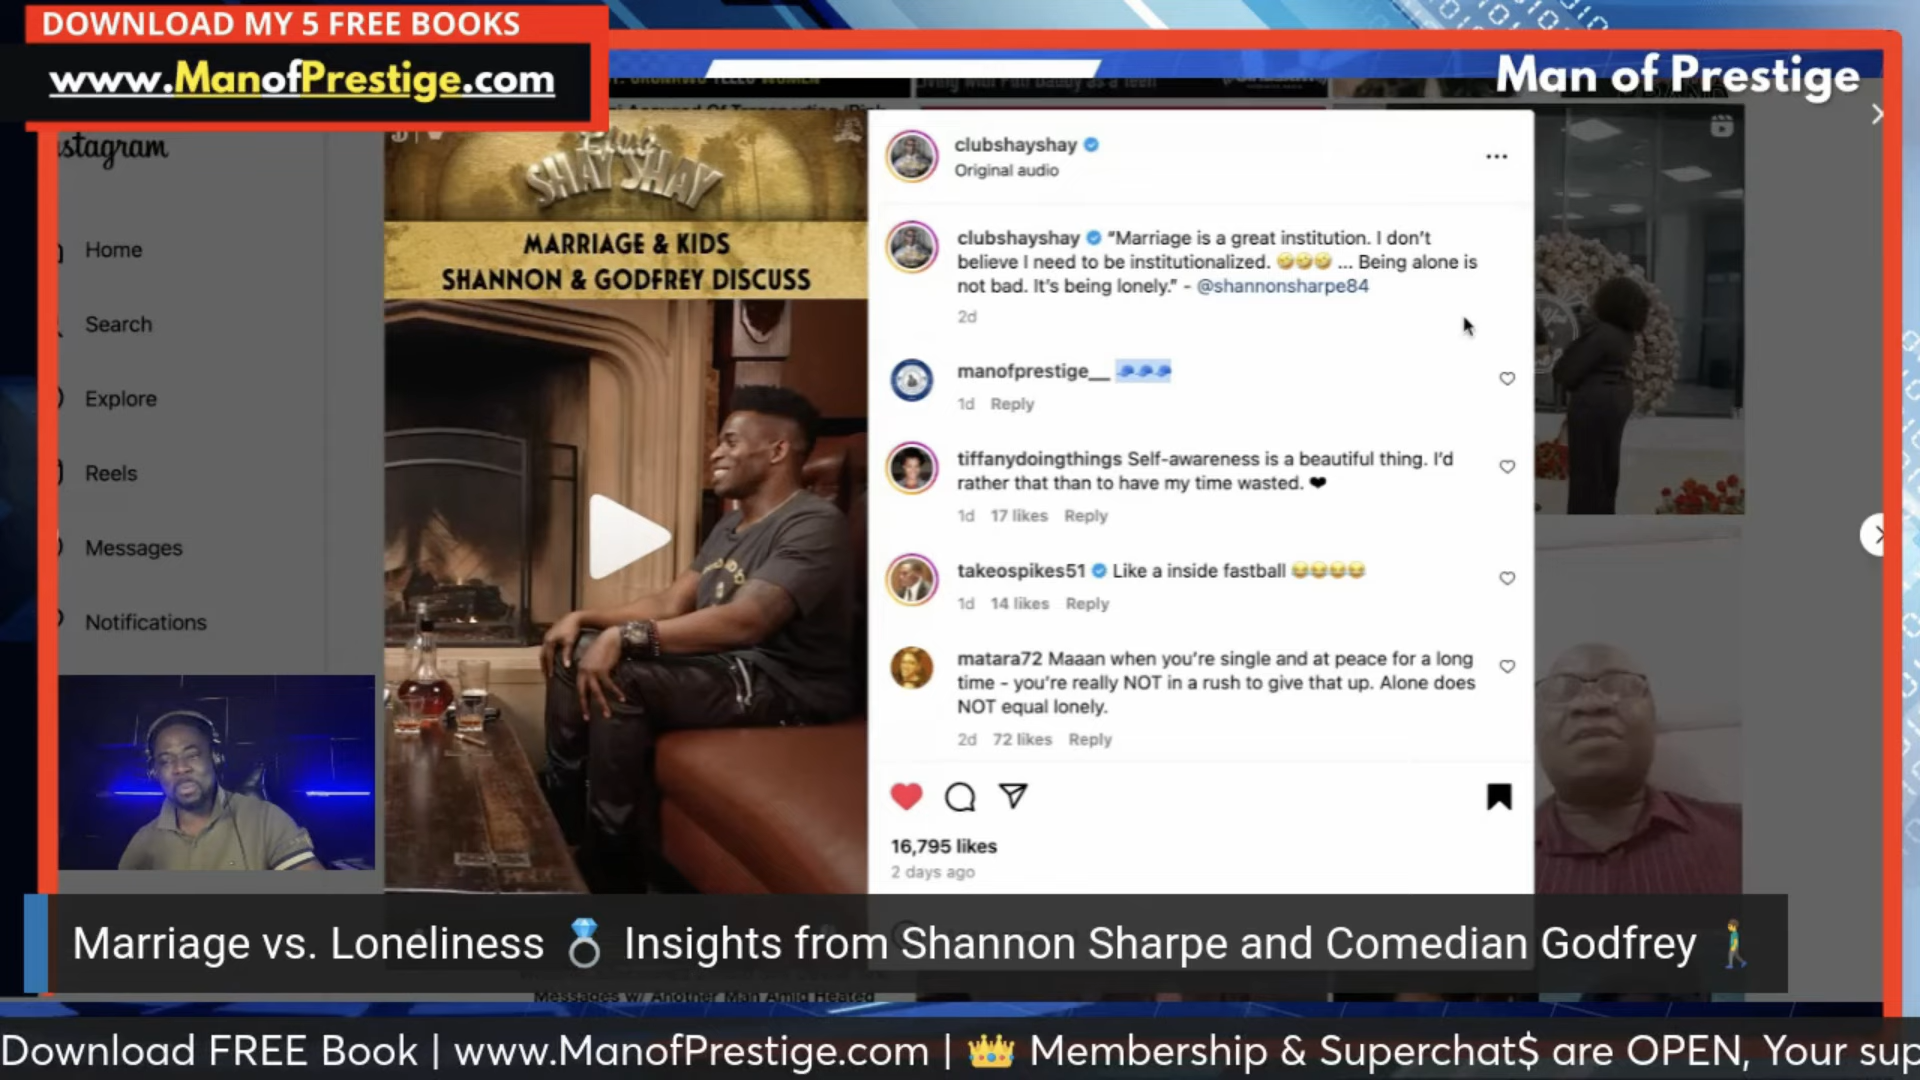 DOWNLOAD MY 5 FREE BOOKS
www.ManofPrestige.com
Man of Prestige
stagram
Home
Search
Explore
Reels
Messages
Notifications
Club
SHAY SHAY
MARRIAGE & KIDS
SHANNON & GODFREY DISCUSS
clubshayshay
Original audio
clubshayshay “Marriage is a great institution. I don’t
believe I need to be institutionalized. 🤣🤣🤣 ... Being alone is
not bad. It’s being lonely.” - @shannonsharpe84
2d
manofprestige__ 🧢🧢🧢
1d Reply
tiffanydoingthings Self-awareness is a beautiful thing. I’d
rather that than to have my time wasted. ❤
1d 17 likes Reply
takeospikes51 Like a inside fastball 😂😂😂😂
1d 14 likes Reply
matara72 Maaan when you’re single and at peace for a long
time - you’re really NOT in a rush to give that up. Alone does
NOT equal lonely.
2d 72 likes Reply
16,795 likes
2 days ago
Marriage vs. Loneliness 💍 Insights from Shannon Sharpe and Comedian Godfrey 🚶‍♂️
Messages w/ Another Man Amid Heated
Download FREE Book | www.ManofPrestige.com | 👑 Membership & Superchat$ are OPEN, Your sup